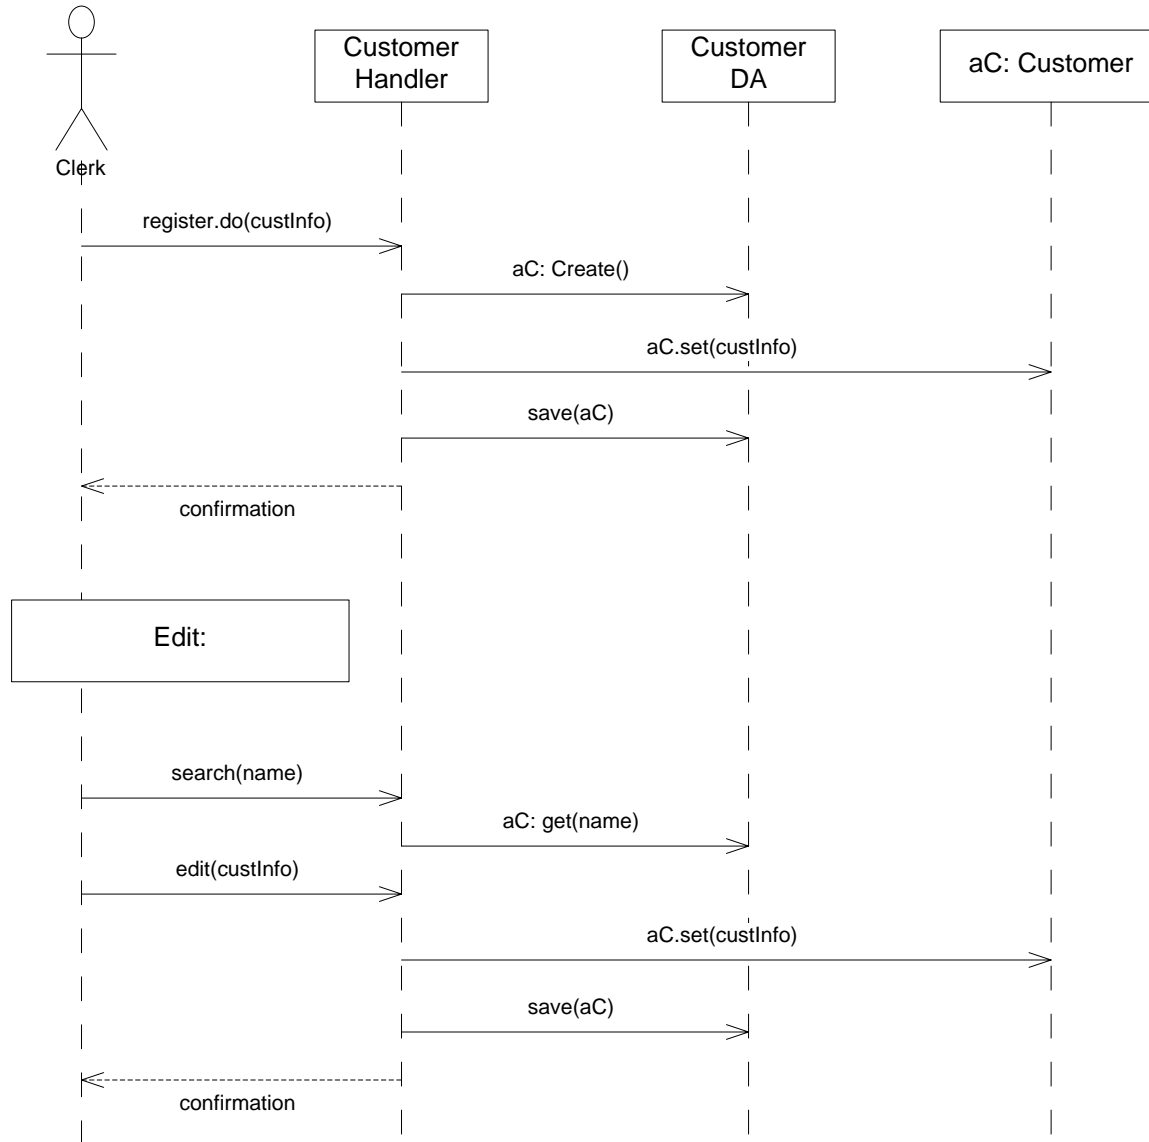 Customer
Handler
Customer
DA
aC: Customer
Clerk
register.do(custInfo)
aC: Create()
aC.set(custInfo)
save(aC)
confirmation
Edit:
search(name)
aC: get(name)
edit(custInfo)
aC.set(custInfo)
save(aC)
confirmation